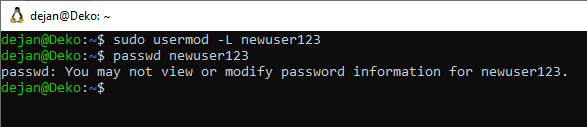 dejan@Deko: ~
dejan@Deko:~$ sudo usermod -L newuser123
dejan@Deko:~$ passwd newuser123
passwd: You may not view or modify password information for newuser123.
dejan@Deko:~$